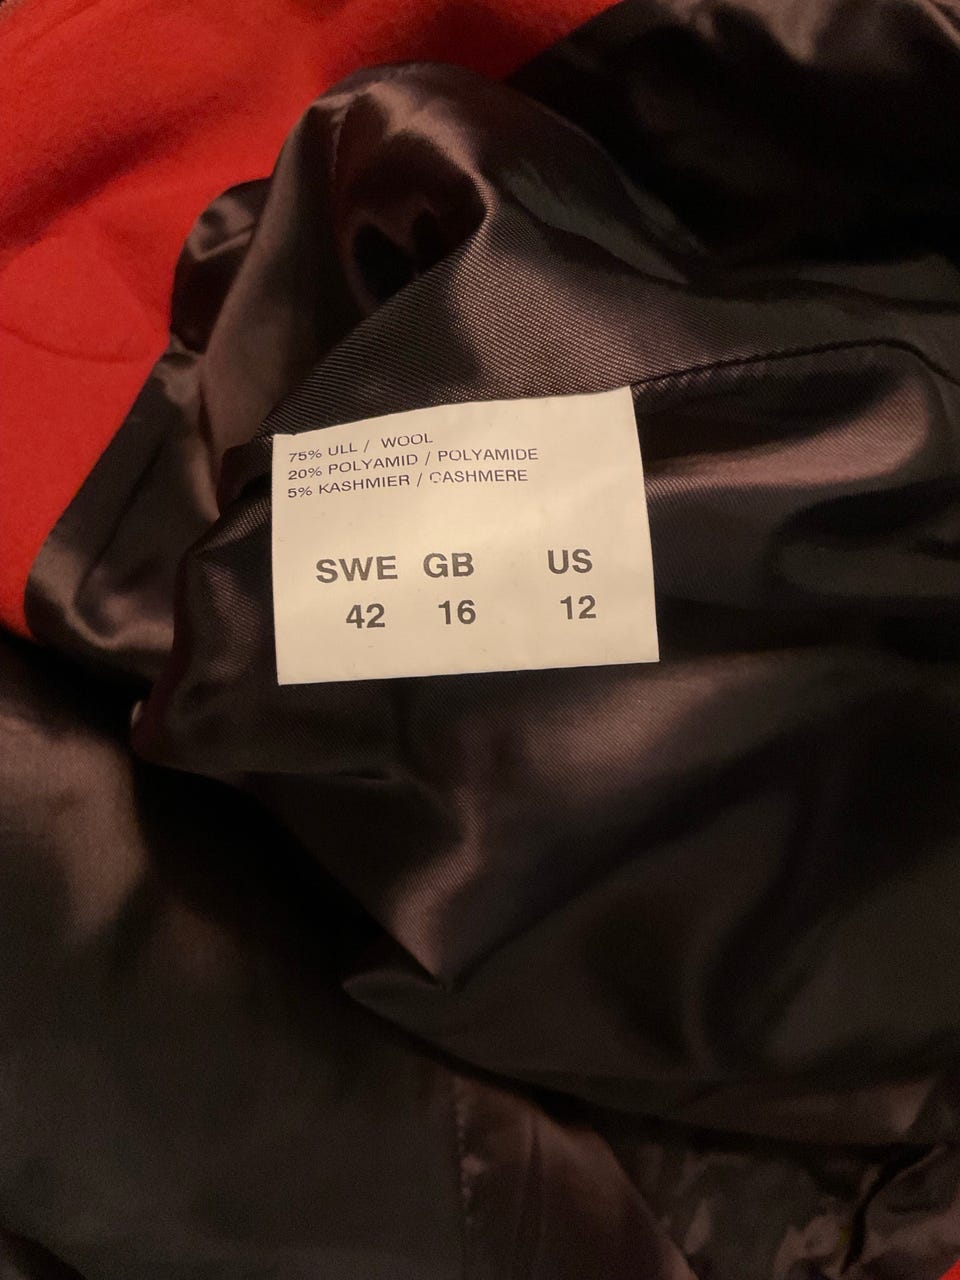 75% ULL / WOOL
20% POLYAMID / POLYAMIDE
5% KASHMIER / CASHMERE
SWE GB US
42 16 12